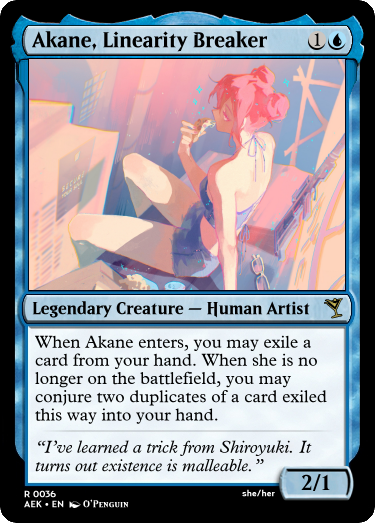 Akane, Linearity Breaker 1
Legendary Creature — Human Artist
When Akane enters, you may exile a
card from your hand. When she is no
longer on the battlefield, you may
conjure two duplicates of a card exiled
this way into your hand.
“I’ve learned a trick from Shiroyuki. It
turns out existence is malleable.”
2/1
R 0036
she/her
AEK • EN O’Penguin